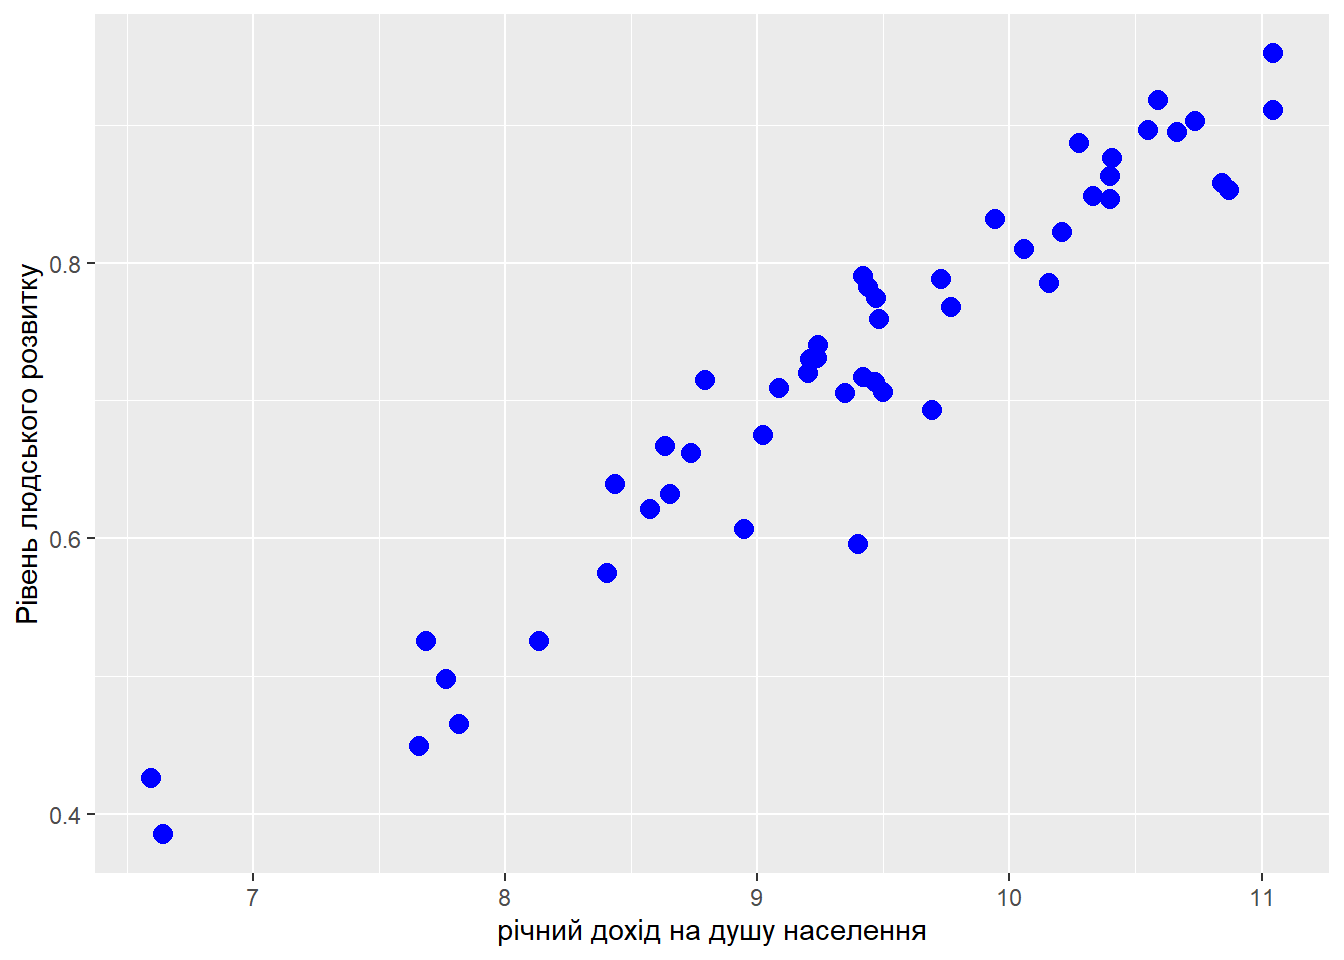 Рівень людського розвитку
0.8
0.6
0.4
7 8 9 10 11
річний дохід на душу населення